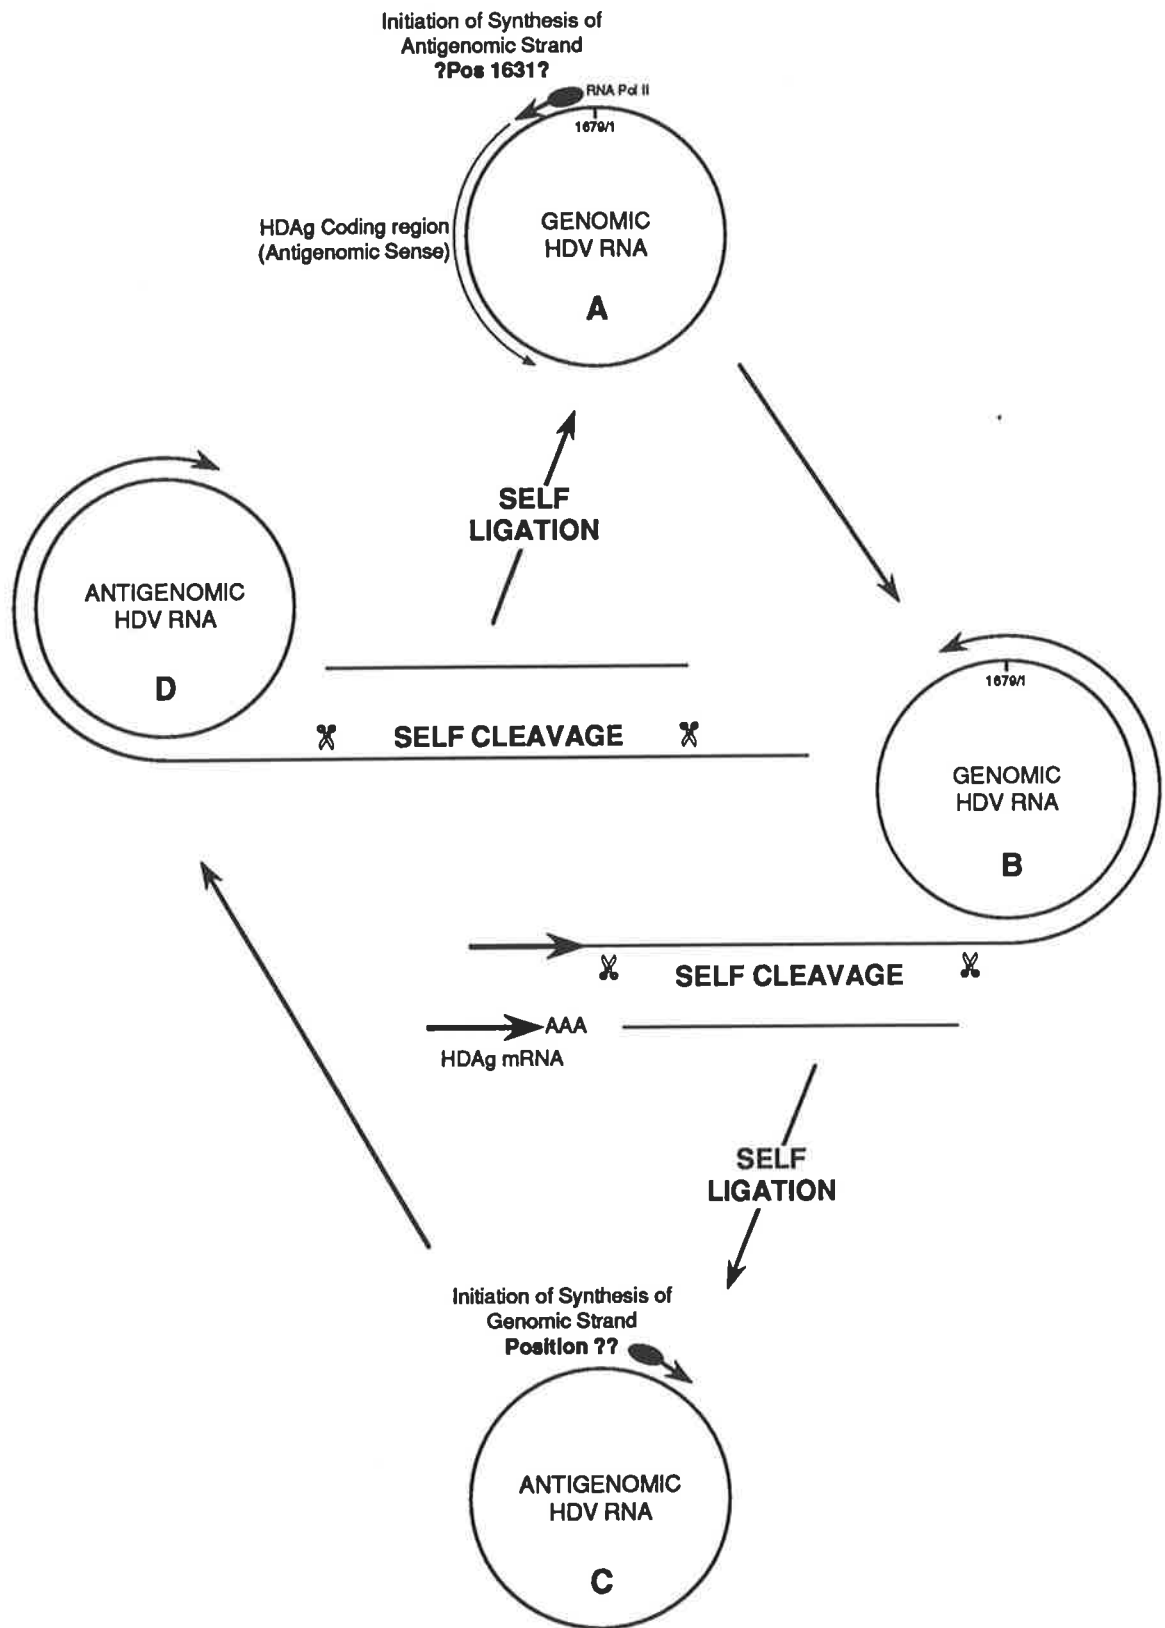 Initiation of Synthesis of
Antigenomic Strand
?Pos 1631?
RNA Pol II
1679/1
HDAg Coding region
(Antigenomic Sense)
GENOMIC
HDV RNA
A
SELF
LIGATION
ANTIGENOMIC
HDV RNA
D
SELF CLEAVAGE
1679/1
GENOMIC
HDV RNA
B
SELF CLEAVAGE
AAA
HDAg mRNA
SELF
LIGATION
Initiation of Synthesis of
Genomic Strand
Position ??
ANTIGENOMIC
HDV RNA
C